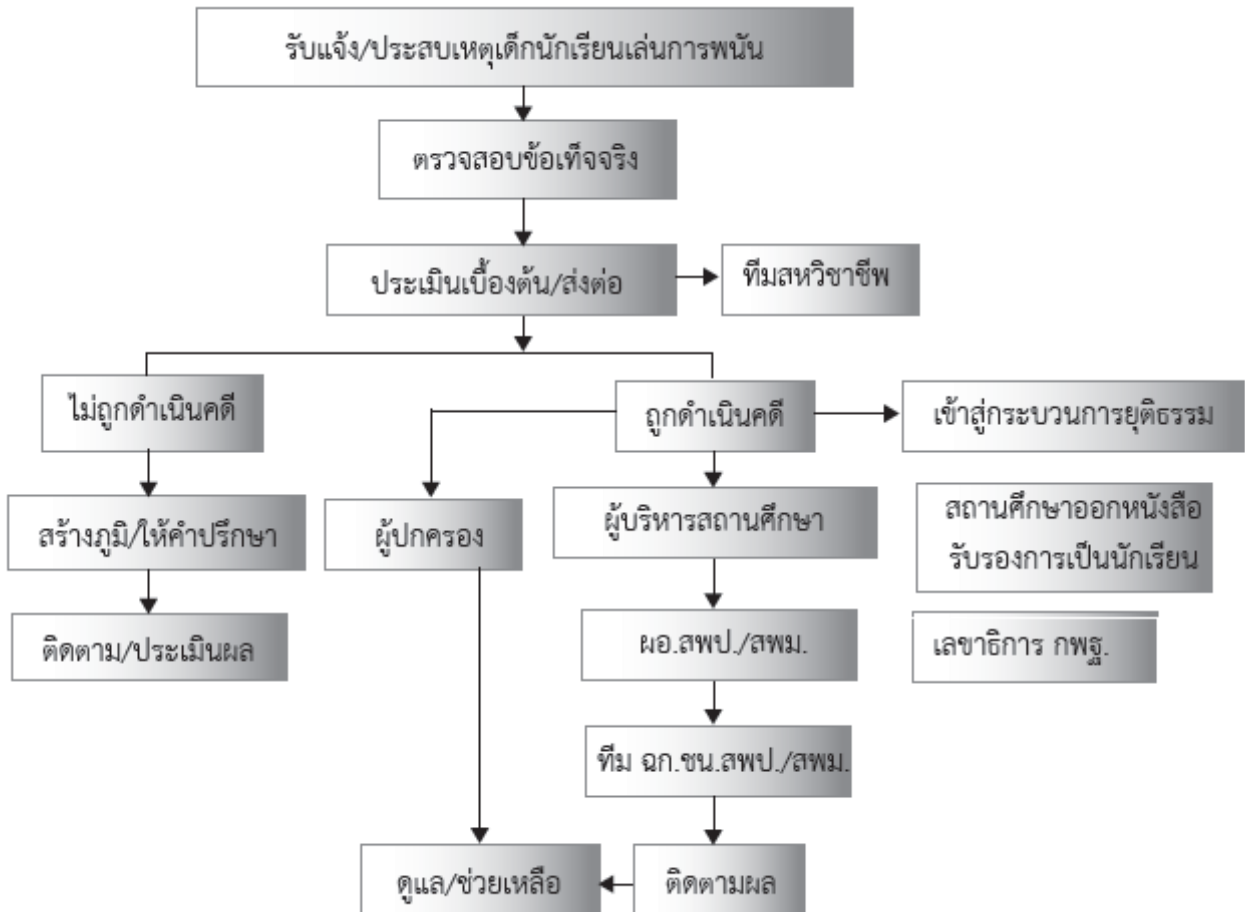 รับแจ้ง/ประสบเหตุเด็กนักเรียนเล่นการพนัน
ตรวจสอบข้อเท็จจริง
ประเมินเบื้องต้น/ส่งต่อ
ทีมสหวิชาชีพ
ไม่ถูกดำเนินคดี
ถูกดำเนินคดี
เข้าสู่กระบวนการยุติธรรม
สร้างภูมิ/ให้คำปรึกษา
ผู้ปกครอง
ผู้บริหารสถานศึกษา
สถานศึกษาออกหนังสือ
รับรองการเป็นนักเรียน
ติดตาม/ประเมินผล
ผอ.สพป./สพม.
เลขาธิการ กพฐ.
ทีม ฉก.ชน.สพป./สพม.
ดูแล/ช่วยเหลือ
ติดตามผล